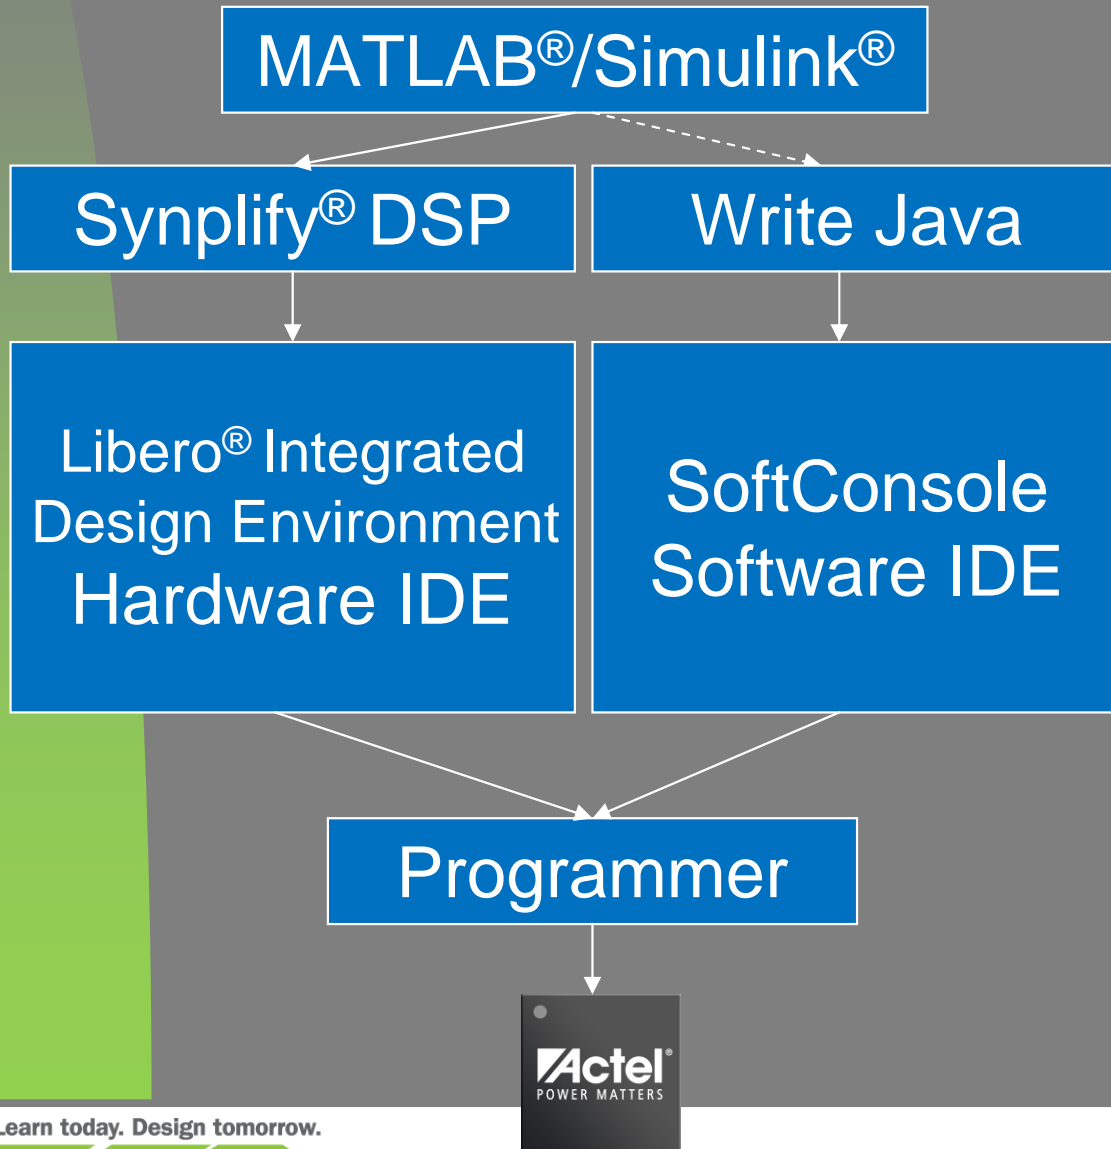 MATLAB®/Simulink®
Synplify® DSP
Write Java
Libero® Integrated
Design Environment
Hardware IDE
SoftConsole
Software IDE
Programmer
Actel®
POWER MATTERS
Learn today. Design tomorrow.